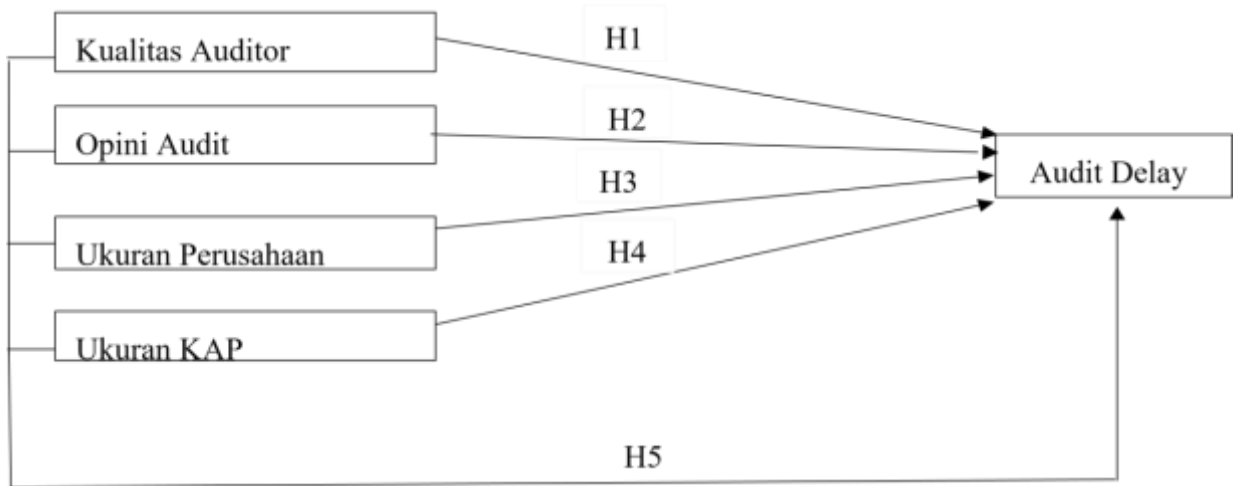 Kualitas Auditor
H1
Opini Audit
H2
Audit Delay
H3
Ukuran Perusahaan
H4
Ukuran KAP
H5